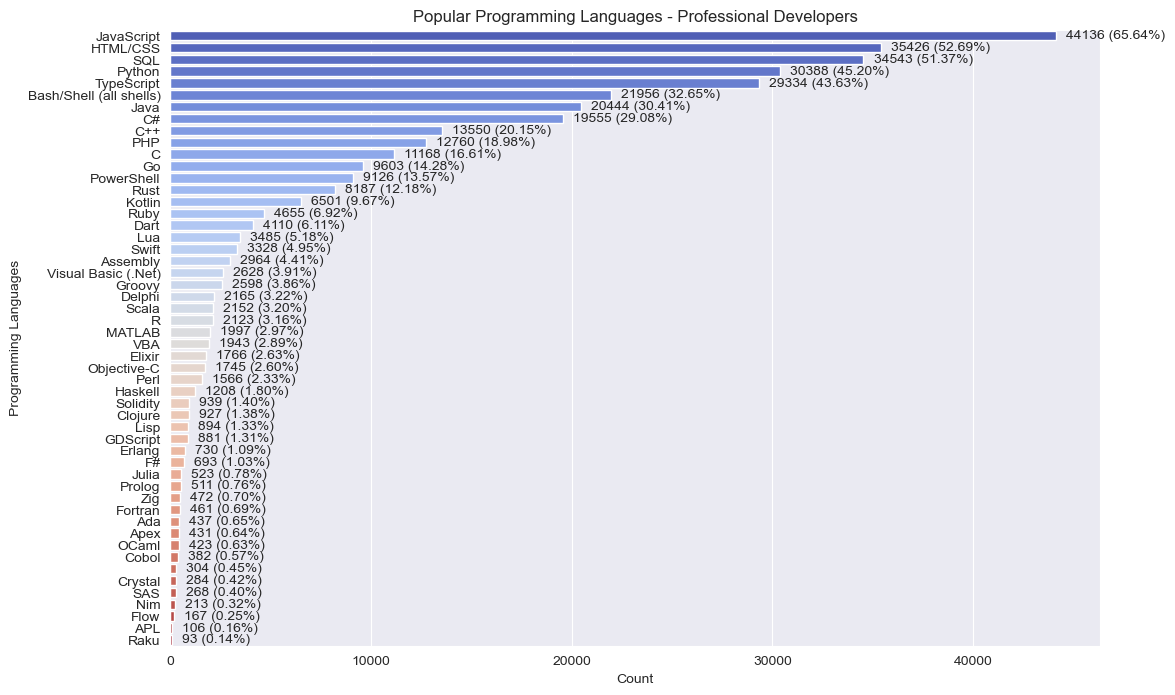 Popular Programming Languages - Professional Developers
Programming Languages
JavaScript 44136 (65.64%)
HTML/CSS 35426 (52.69%)
SQL 34543 (51.37%)
Python 30388 (45.20%)
TypeScript 29334 (43.63%)
Bash/Shell (all shells) 21956 (32.65%)
Java 20444 (30.41%)
C# 19555 (29.08%)
C++ 13550 (20.15%)
PHP 12760 (18.98%)
C 11168 (16.61%)
Go 9603 (14.28%)
PowerShell 9126 (13.57%)
Rust 8187 (12.18%)
Kotlin 6501 (9.67%)
Ruby 4655 (6.92%)
Dart 4110 (6.11%)
Lua 3485 (5.18%)
Swift 3328 (4.95%)
Assembly 2964 (4.41%)
Visual Basic (.Net) 2628 (3.91%)
Groovy 2598 (3.86%)
Delphi 2165 (3.22%)
Scala 2152 (3.20%)
R 2123 (3.16%)
MATLAB 1997 (2.97%)
VBA 1943 (2.89%)
Elixir 1766 (2.63%)
Objective-C 1745 (2.60%)
Perl 1566 (2.33%)
Haskell 1208 (1.80%)
Solidity 939 (1.40%)
Clojure 927 (1.38%)
Lisp 894 (1.33%)
GDScript 881 (1.31%)
Erlang 730 (1.09%)
F# 693 (1.03%)
Julia 523 (0.78%)
Prolog 511 (0.76%)
Zig 472 (0.70%)
Fortran 461 (0.69%)
Ada 437 (0.65%)
Apex 431 (0.64%)
OCaml 423 (0.63%)
Cobol 382 (0.57%)
304 (0.45%)
Crystal 284 (0.42%)
SAS 268 (0.40%)
Nim 213 (0.32%)
Flow 167 (0.25%)
APL 106 (0.16%)
Raku 93 (0.14%)
0 10000 20000 30000 40000
Count